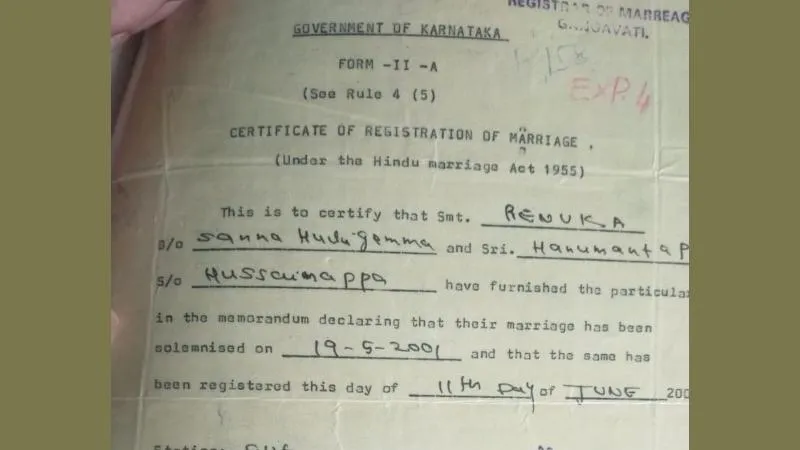 REGISTRAR OF MARREAG
GANGAVATI.
GOVERNMENT OF KARNATAKA
FORM -II -A
EXP. 4
(See Rule 4 (5)
CERTIFICATE OF REGISTRATION OF MARRIAGE ,
(Under the Hindu marriage Act 1955)
This is to certify that Smt. RENUKA
D/o Sanna Huligemma and Sri. Hanumantap
S/o Hussainappa have furnished the particular
in the memorandum declaring that their marriage has been
solemnised on 19-5-2001 and that the same has
been registered this day of 11th Day of JUNE 200